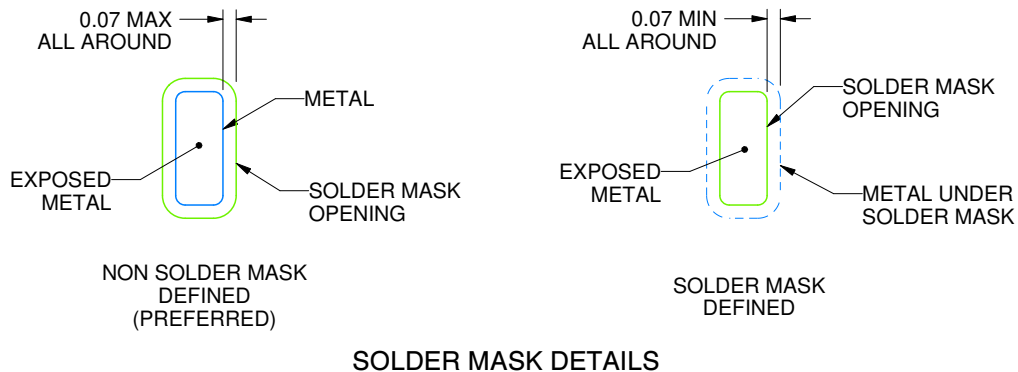 0.07 MAX
ALL AROUND
METAL
EXPOSED
METAL
SOLDER MASK
OPENING
NON SOLDER MASK
DEFINED
(PREFERRED)
0.07 MIN
ALL AROUND
SOLDER MASK
OPENING
EXPOSED
METAL
METAL UNDER
SOLDER MASK
SOLDER MASK
DEFINED
SOLDER MASK DETAILS